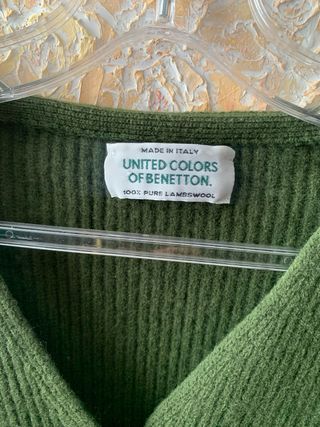 MADE IN ITALY
UNITED COLORS
OF BENETTON.
100% PURE LAMBSWOOL